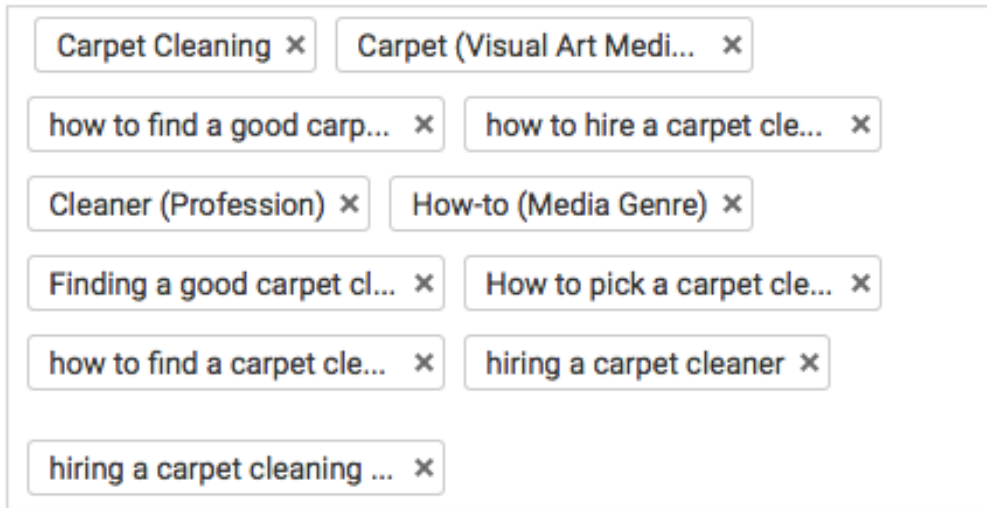 Carpet Cleaning × Carpet (Visual Art Medi... ×
how to find a good carp... × how to hire a carpet cle... ×
Cleaner (Profession) × How-to (Media Genre) ×
Finding a good carpet cl... × How to pick a carpet cle... ×
how to find a carpet cle... × hiring a carpet cleaner ×
hiring a carpet cleaning ... ×